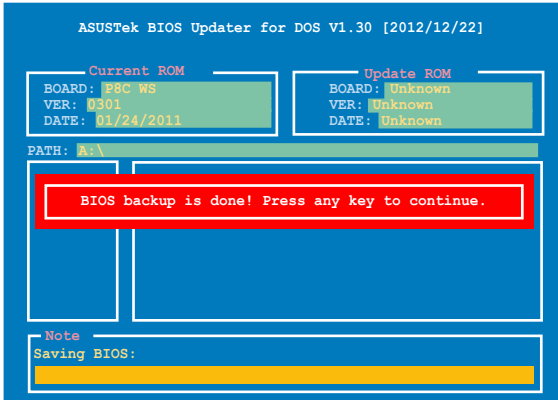 ASUSTek BIOS Updater for DOS V1.30 [2012/12/22]
Current ROM
BOARD: P8C WS
VER: 0301
DATE: 01/24/2011
Update ROM
BOARD: Unknown
VER: Unknown
DATE: Unknown
PATH: A:\
BIOS backup is done! Press any key to continue.
Note
Saving BIOS: